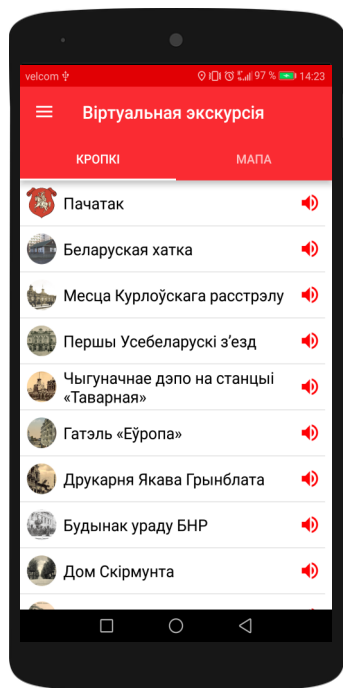 velcom 97 % 14:23
Віртуальная экскурсія
КРОПКІ МАПА
Пачатак
Беларуская хатка
Месца Курлоўскага расстрэлу
Першы Усебеларускі з’езд
Чыгуначнае дэпо на станцыі
«Таварная»
Гатэль «Еўропа»
Друкарня Якава Грынблата
Будынак ураду БНР
Дом Скірмунта